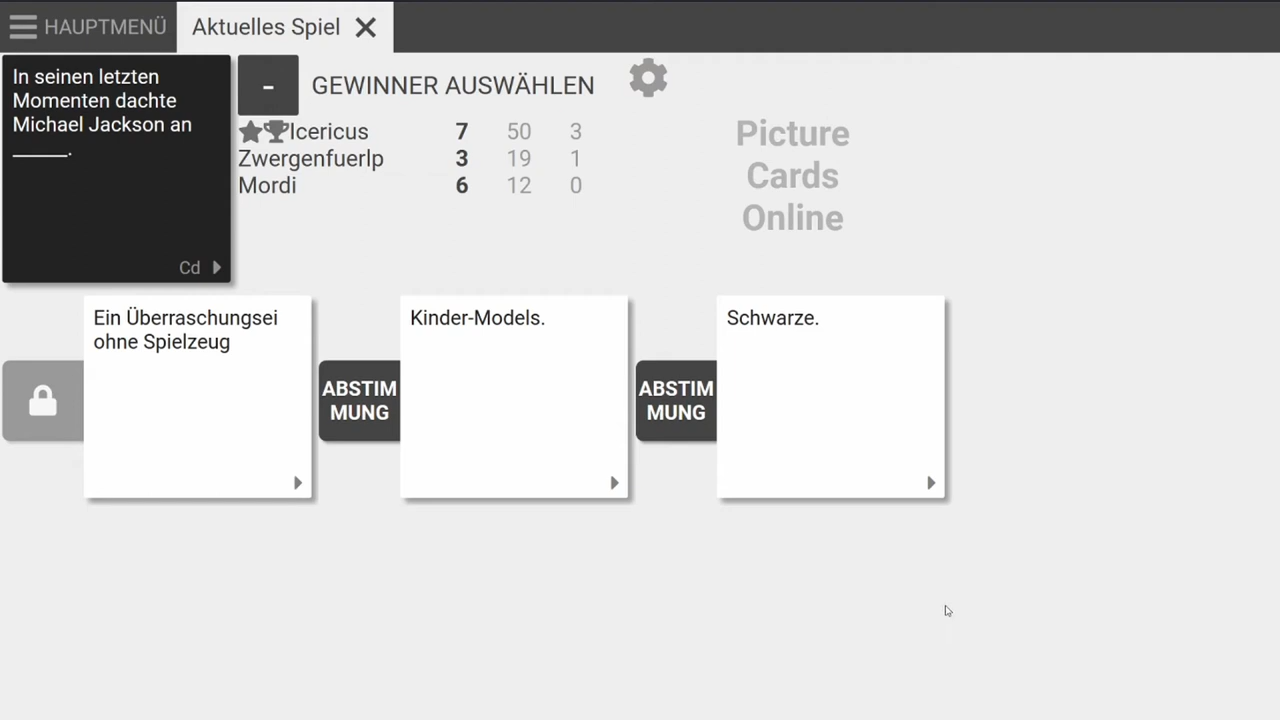 HAUPTMENÜ
Aktuelles Spiel
In seinen letzten
Momenten dachte
Michael Jackson an
_____.
Cd
-
GEWINNER AUSWÄHLEN
Icericus 7 50 3
Zwergenfuerlp 3 19 1
Mordi 6 12 0
Picture
Cards
Online
Ein Überraschungsei
ohne Spielzeug
ABSTIM
MUNG
Kinder-Models.
ABSTIM
MUNG
Schwarze.